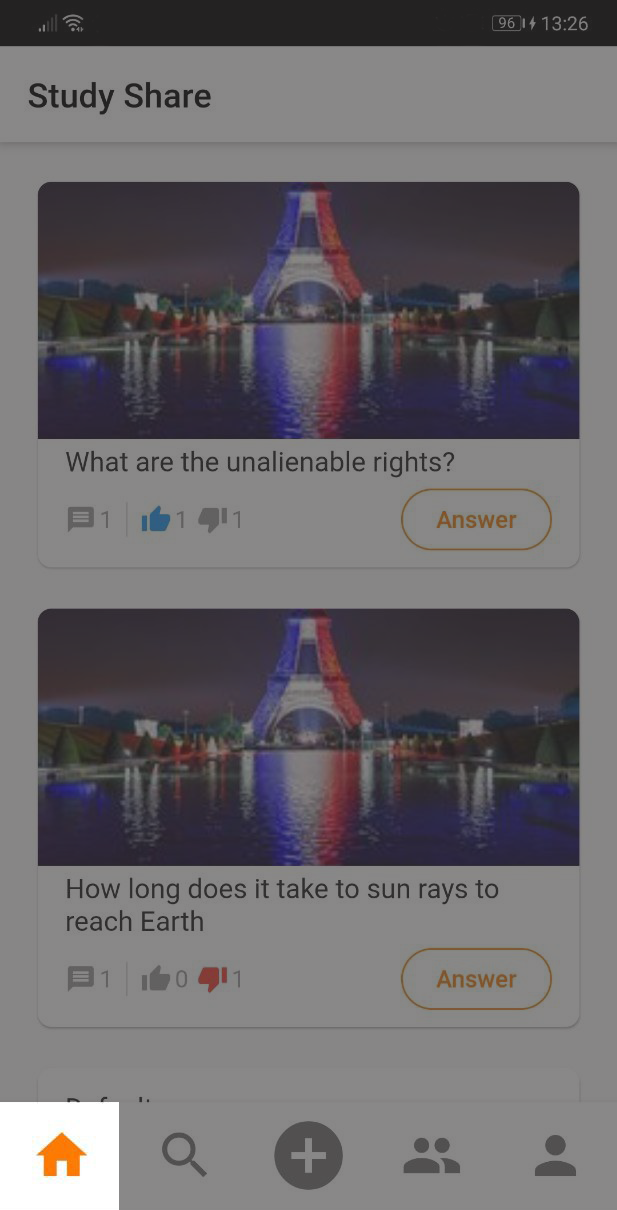 96 13:26
Study Share
What are the unalienable rights?
1 1 1 Answer
How long does it take to sun rays to
reach Earth
1 0 1 Answer